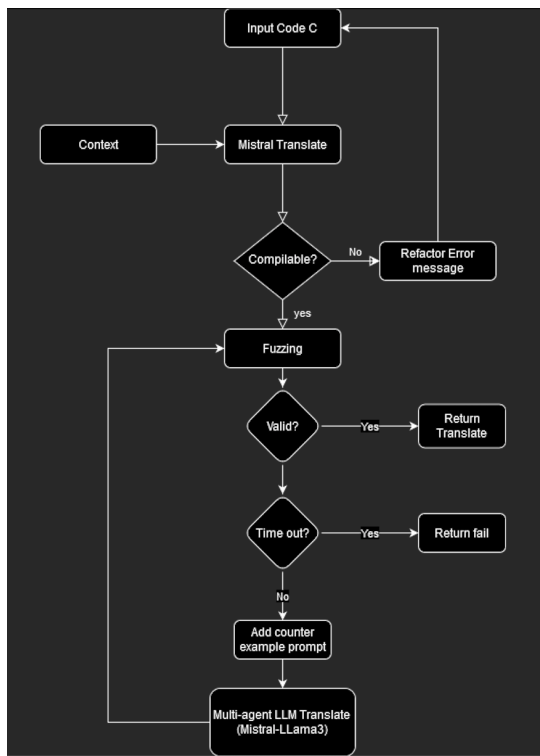 Input Code C
Context
Mistral Translate
Compilable?
No
Refactor Error
message
yes
Fuzzing
Valid?
Yes
Return
Translate
Time out?
Yes
Return fail
No
Add counter
example prompt
Multi-agent LLM Translate
(Mistral-LLama3)